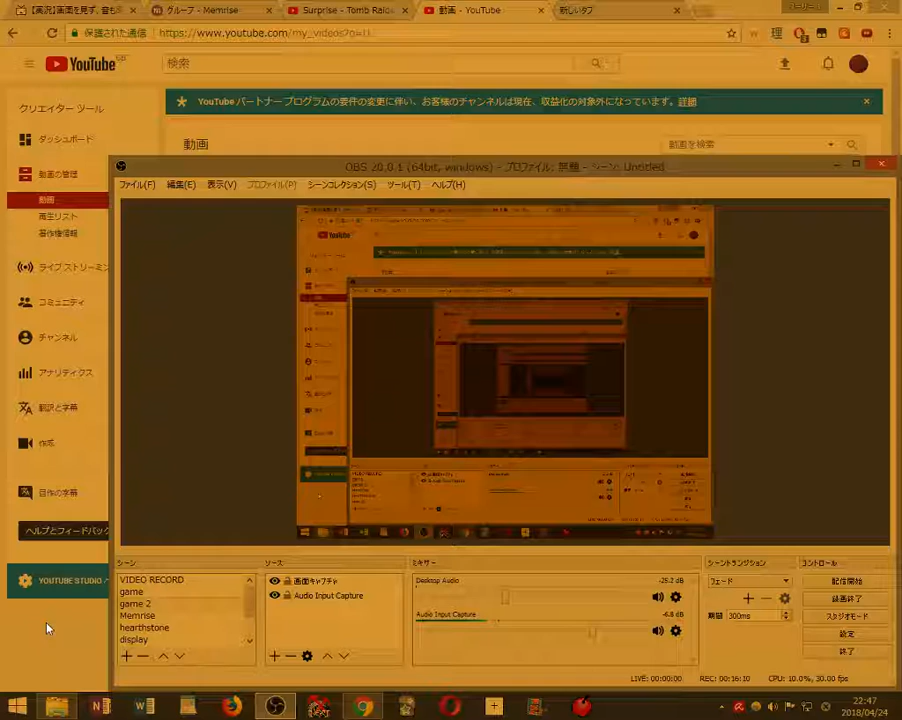 【実況】画面を見ず、音も
グループ - Memrise
Surprise - Tomb Raid
動画 - YouTube
新しいタブ
保護された通信
https://www.youtube.com/my_videos?o=U
YouTube
検索
クリエイター ツール
YouTube パートナー プログラムの要件の変更に伴い、お客様のチャンネルは現在、収益化の対象外になっています。詳細
ダッシュボード
動画
動画を検索
動画の管理
動画
再生リスト
著作権情報
ライブ ストリーミン
コミュニティ
チャンネル
アナリティクス
翻訳と字幕
作成
自作の字幕
ヘルプとフィードバック
YOUTUBE STUDIO
OBS 20.0.1 (64bit, windows) - プロファイル: 無題 - シーン: Untitled
ファイル(F) 編集(E) 表示(V) プロファイル(P) シーンコレクション(S) ツール(T) ヘルプ(H)
シーン
VIDEO RECORD
game
game 2
Memrise
hearthstone
display
ソース
画面キャプチャ
Audio Input Capture
ミキサー
Desktop Audio
-25.2 dB
Audio Input Capture
-6.8 dB
シーントランジション
フェード
期間 300ms
コントロール
配信開始
録画終了
スタジオモード
設定
終了
LIVE: 00:00:00
REC: 00:16:10
CPU: 10.0%, 30.00 fps
22:47
2018/04/24